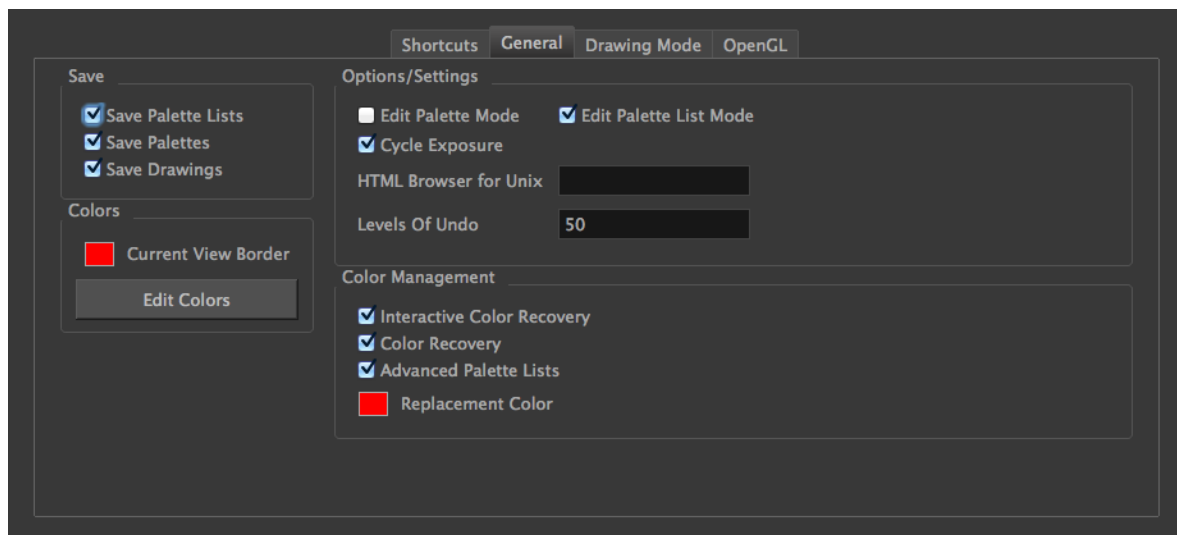 Shortcuts General Drawing Mode OpenGL
Save
Save Palette Lists
Save Palettes
Save Drawings
Colors
Current View Border
Edit Colors
Options/Settings
Edit Palette Mode Edit Palette List Mode
Cycle Exposure
HTML Browser for Unix
Levels Of Undo 50
Color Management
Interactive Color Recovery
Color Recovery
Advanced Palette Lists
Replacement Color